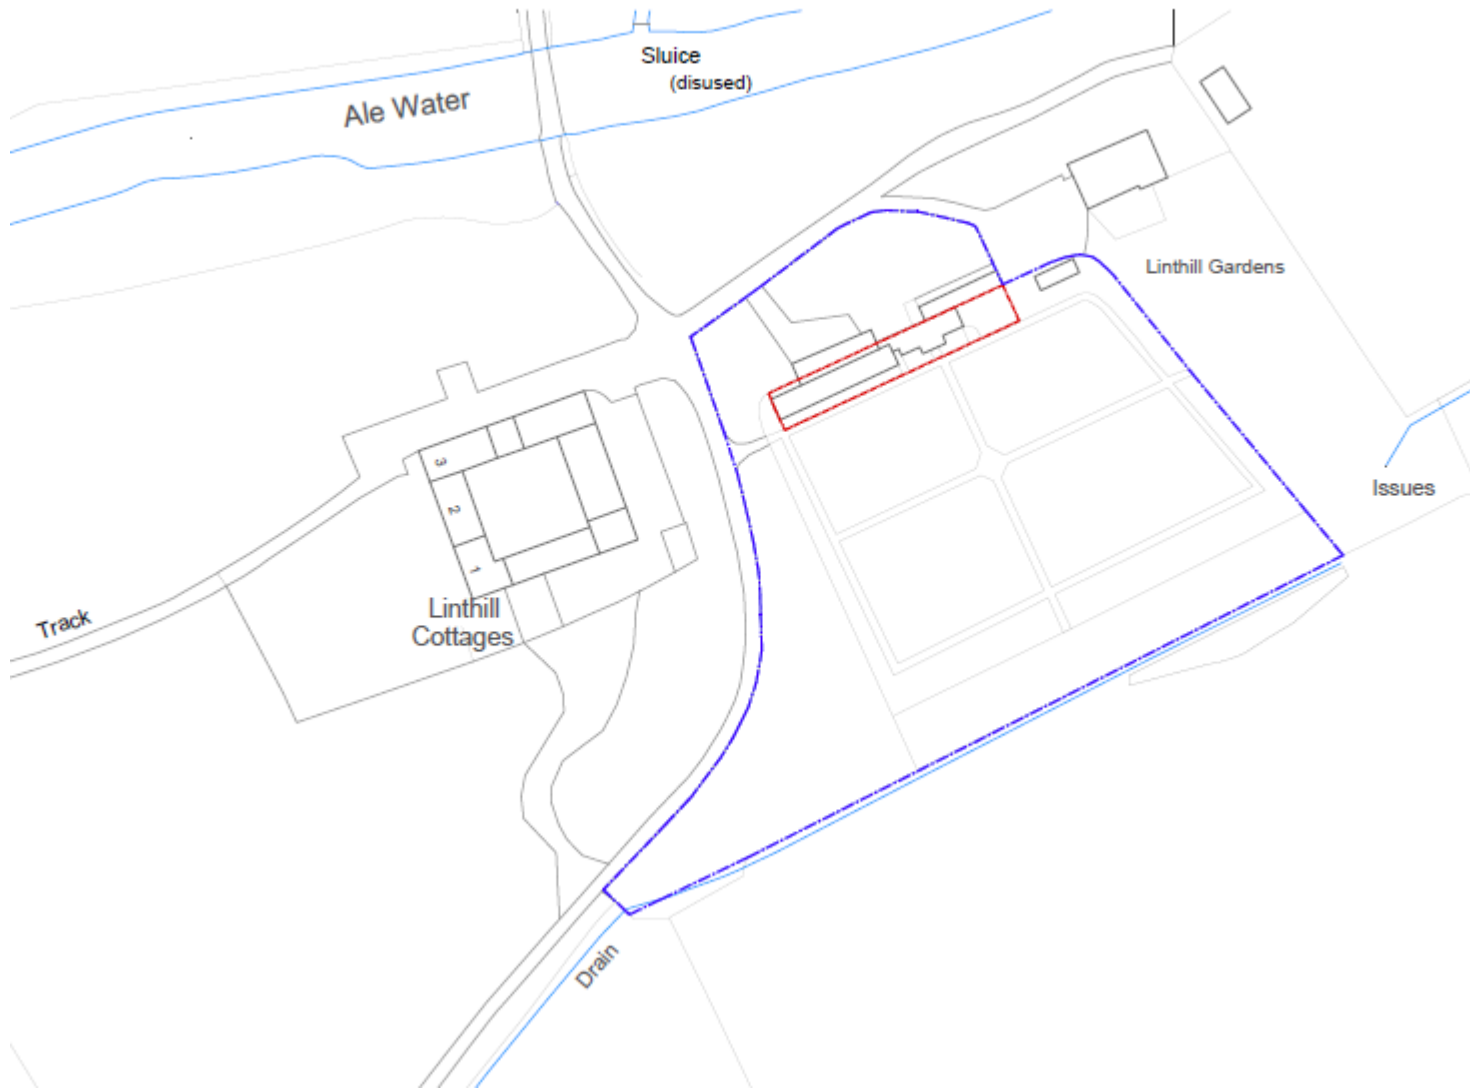 Sluice
(disused)
Ale Water
Linthill Gardens
3
2
1
Issues
Linthill
Cottages
Track
Drain